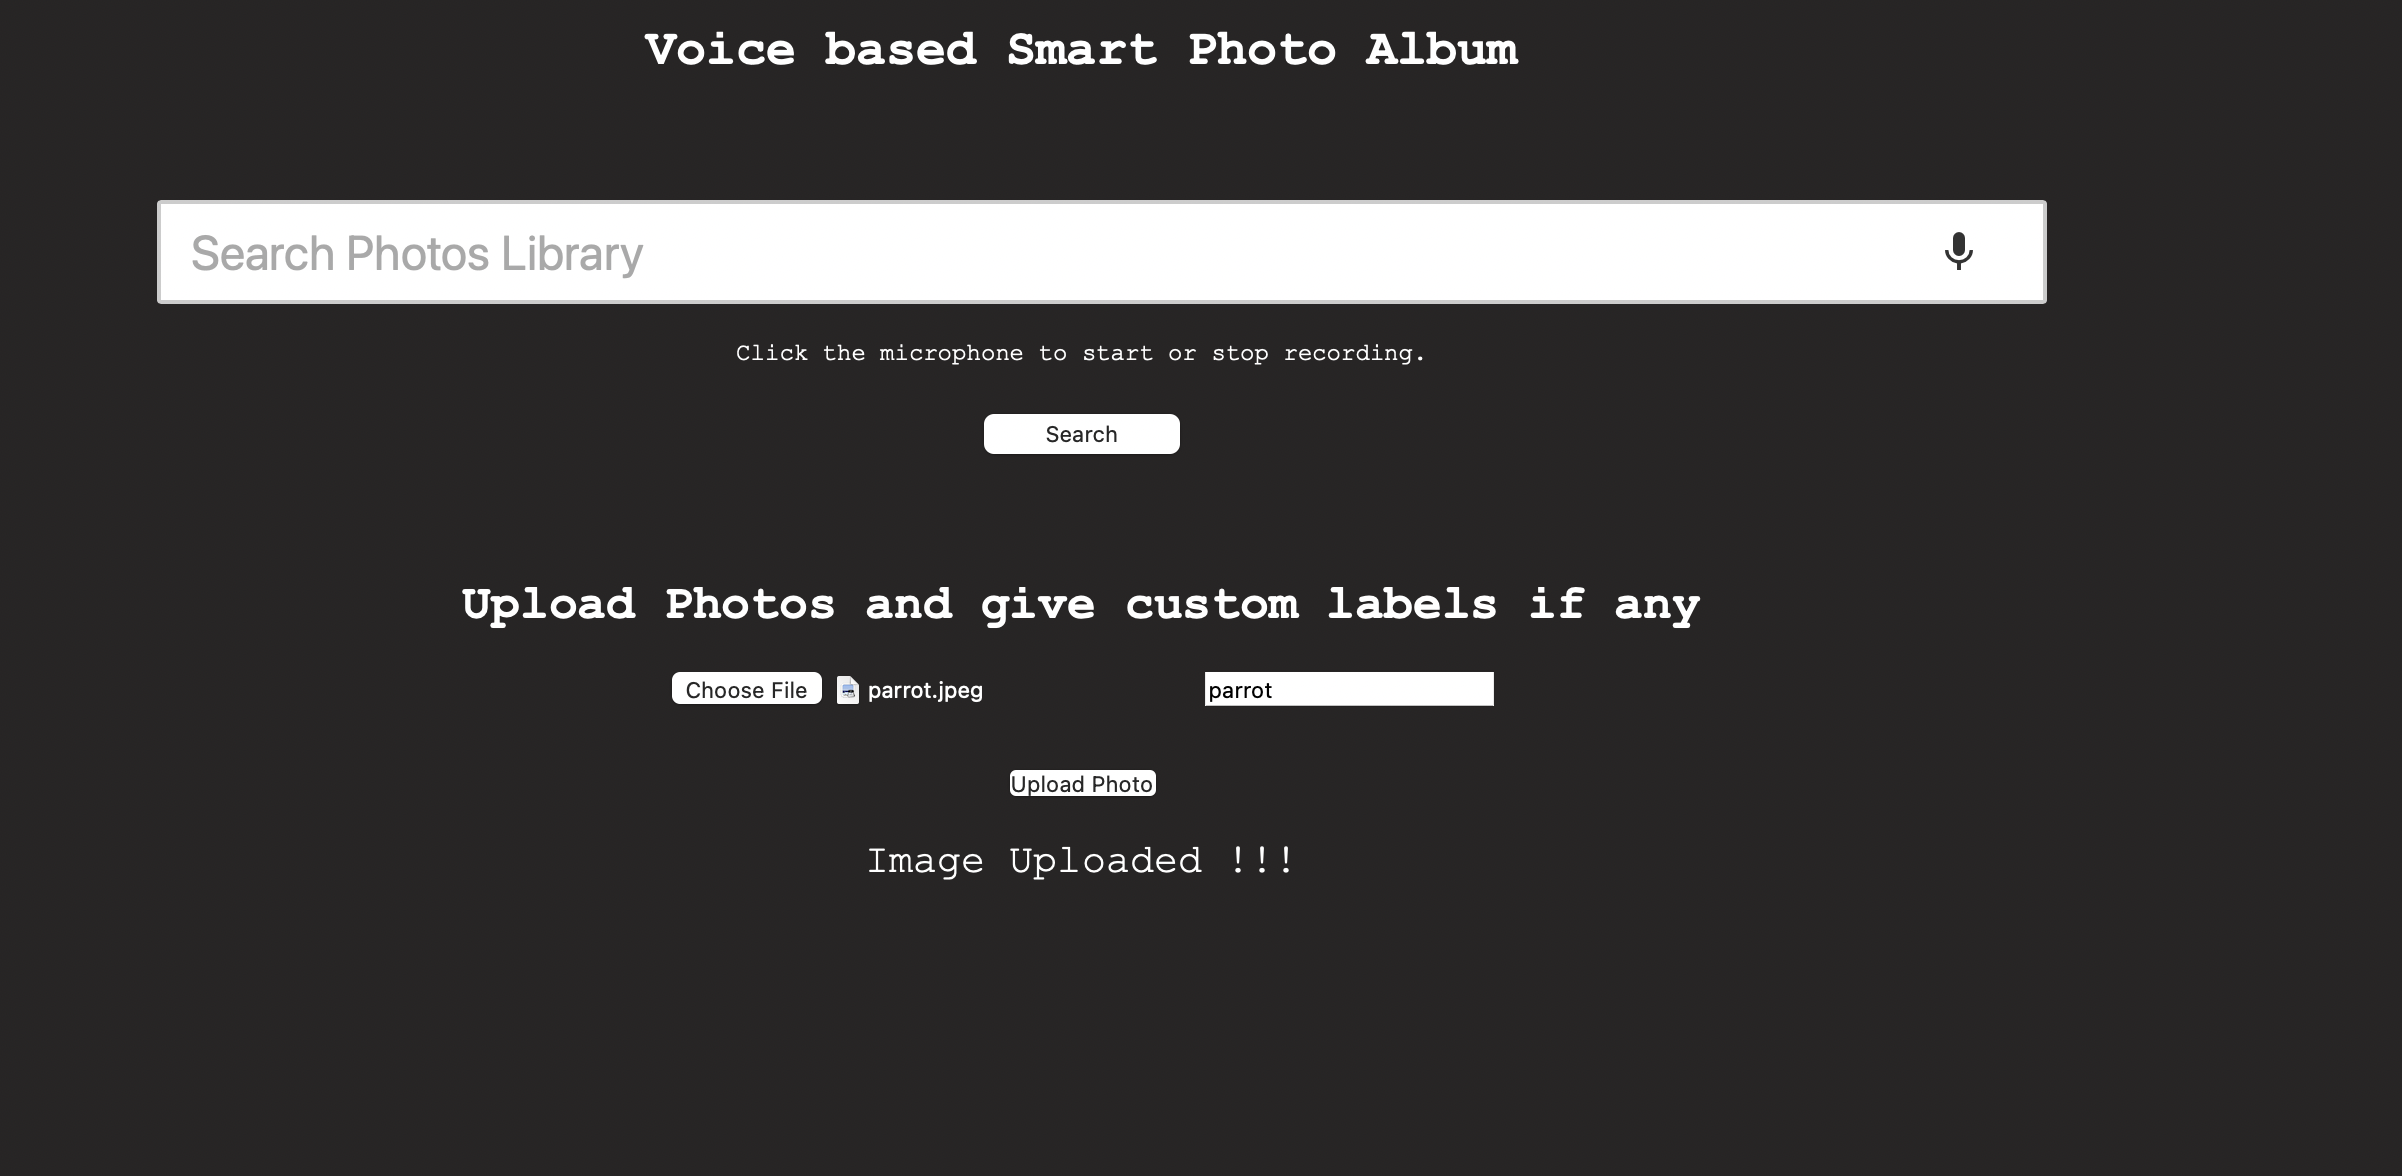 Voice based Smart Photo Album
Search Photos Library
Click the microphone to start or stop recording.
Search
Upload Photos and give custom labels if any
Choose File parrot.jpeg parrot
Upload Photo
Image Uploaded !!!